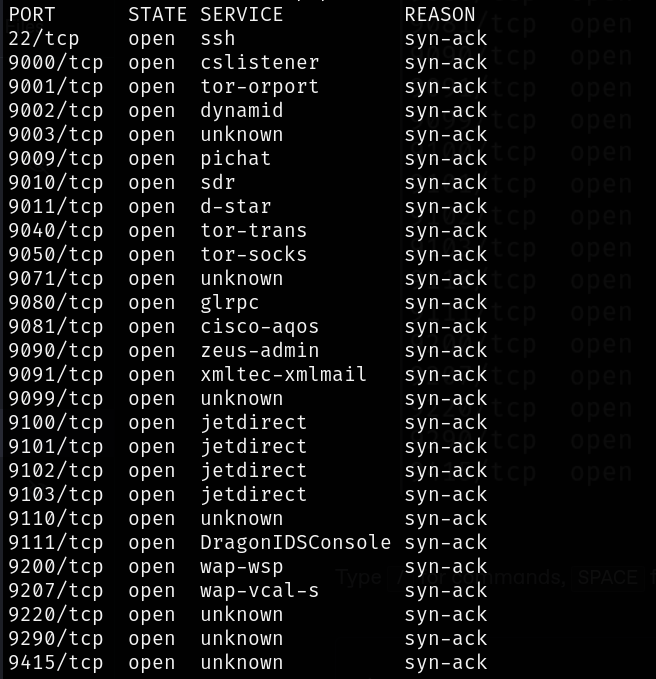 PORT STATE SERVICE REASON
22/tcp open ssh syn-ack
9000/tcp open cslistener syn-ack
9001/tcp open tor-orport syn-ack
9002/tcp open dynamid syn-ack
9003/tcp open unknown syn-ack
9009/tcp open pichat syn-ack
9010/tcp open sdr syn-ack
9011/tcp open d-star syn-ack
9040/tcp open tor-trans syn-ack
9050/tcp open tor-socks syn-ack
9071/tcp open unknown syn-ack
9080/tcp open glrpc syn-ack
9081/tcp open cisco-aqos syn-ack
9090/tcp open zeus-admin syn-ack
9091/tcp open xmltec-xmlmail syn-ack
9099/tcp open unknown syn-ack
9100/tcp open jetdirect syn-ack
9101/tcp open jetdirect syn-ack
9102/tcp open jetdirect syn-ack
9103/tcp open jetdirect syn-ack
9110/tcp open unknown syn-ack
9111/tcp open DragonIDSConsole syn-ack
9200/tcp open wap-wsp syn-ack
Type / for commands, SPACE f
9207/tcp open wap-vcal-s syn-ack
9220/tcp open unknown syn-ack
9290/tcp open unknown syn-ack
9415/tcp open unknown syn-ack